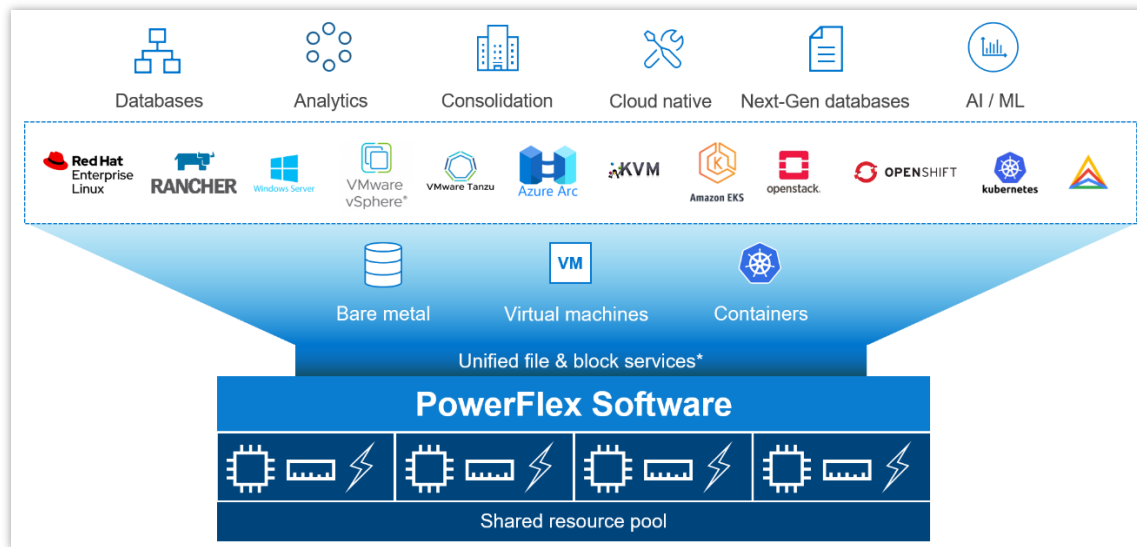 Databases
Analytics
Consolidation
Cloud native
Next-Gen databases
AI / ML
Red Hat
Enterprise
Linux
RANCHER
Windows Server
VMware
vSphere*
VMware Tanzu
Azure Arc
KVM
Amazon EKS
openstack.
OPENSHIFT
kubernetes
VM
Bare metal
Virtual machines
Containers
Unified file & block services*
PowerFlex Software
Shared resource pool